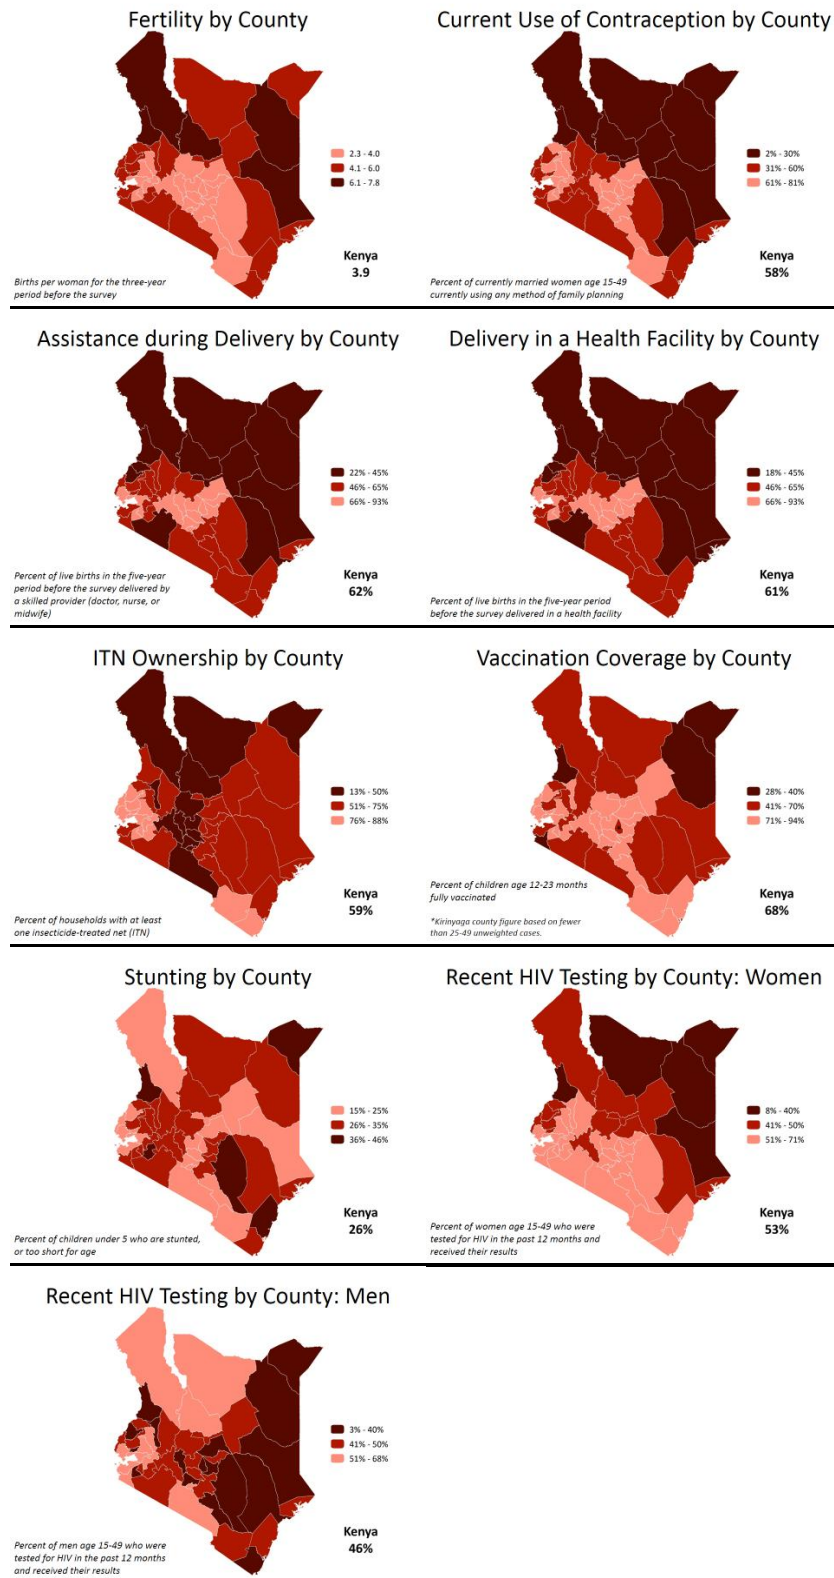 Fertility by County
2.3 - 4.0
4.1 - 6.0
6.1 - 7.8
Kenya
3.9
Births per woman for the three-year
period before the survey
Current Use of Contraception by County
2% - 30%
31% - 60%
61% - 81%
Kenya
58%
Percent of currently married women age 15-49
currently using any method of family planning
Assistance during Delivery by County
22% - 45%
46% - 65%
66% - 93%
Kenya
62%
Percent of live births in the five-year
period before the survey delivered by
a skilled provider (doctor, nurse, or
midwife)
Delivery in a Health Facility by County
18% - 45%
46% - 65%
66% - 93%
Kenya
61%
Percent of live births in the five-year period
before the survey delivered in a health facility
ITN Ownership by County
13% - 50%
51% - 75%
76% - 88%
Kenya
59%
Percent of households with at least
one insecticide-treated net (ITN)
Vaccination Coverage by County
28% - 40%
41% - 70%
71% - 94%
Kenya
68%
Percent of children age 12-23 months
fully vaccinated
*Kirinyaga county figure based on fewer
than 25-49 unweighted cases.
Stunting by County
15% - 25%
26% - 35%
36% - 46%
Kenya
26%
Percent of children under 5 who are stunted,
or too short for age
Recent HIV Testing by County: Women
8% - 40%
41% - 50%
51% - 71%
Kenya
53%
Percent of women age 15-49 who were
tested for HIV in the past 12 months and
received their results
Recent HIV Testing by County: Men
3% - 40%
41% - 50%
51% - 68%
Kenya
46%
Percent of men age 15-49 who were
tested for HIV in the past 12 months
and received their results